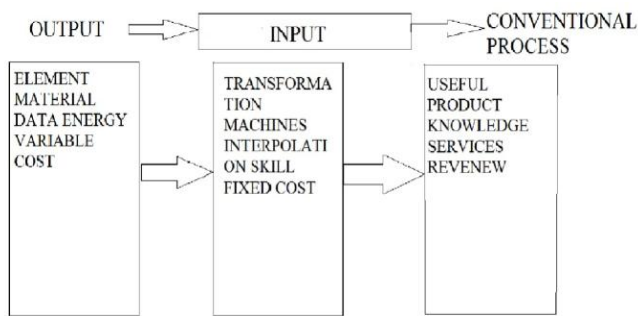 OUTPUT
INPUT
CONVENTIONAL
PROCESS
ELEMENT
MATERIAL
DATA ENERGY
VARIABLE
COST
TRANSFORMA
TION
MACHINES
INTERPOLATI
ON SKILL
FIXED COST
USEFUL
PRODUCT
KNOWLEDGE
SERVICES
REVENEW